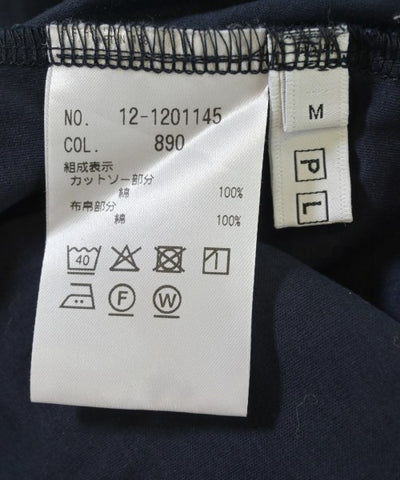 NO. 12-1201145
COL. 890
組成表示
カットソー部分
綿 100%
布帛部分
綿 100%
40
F W
M
P L